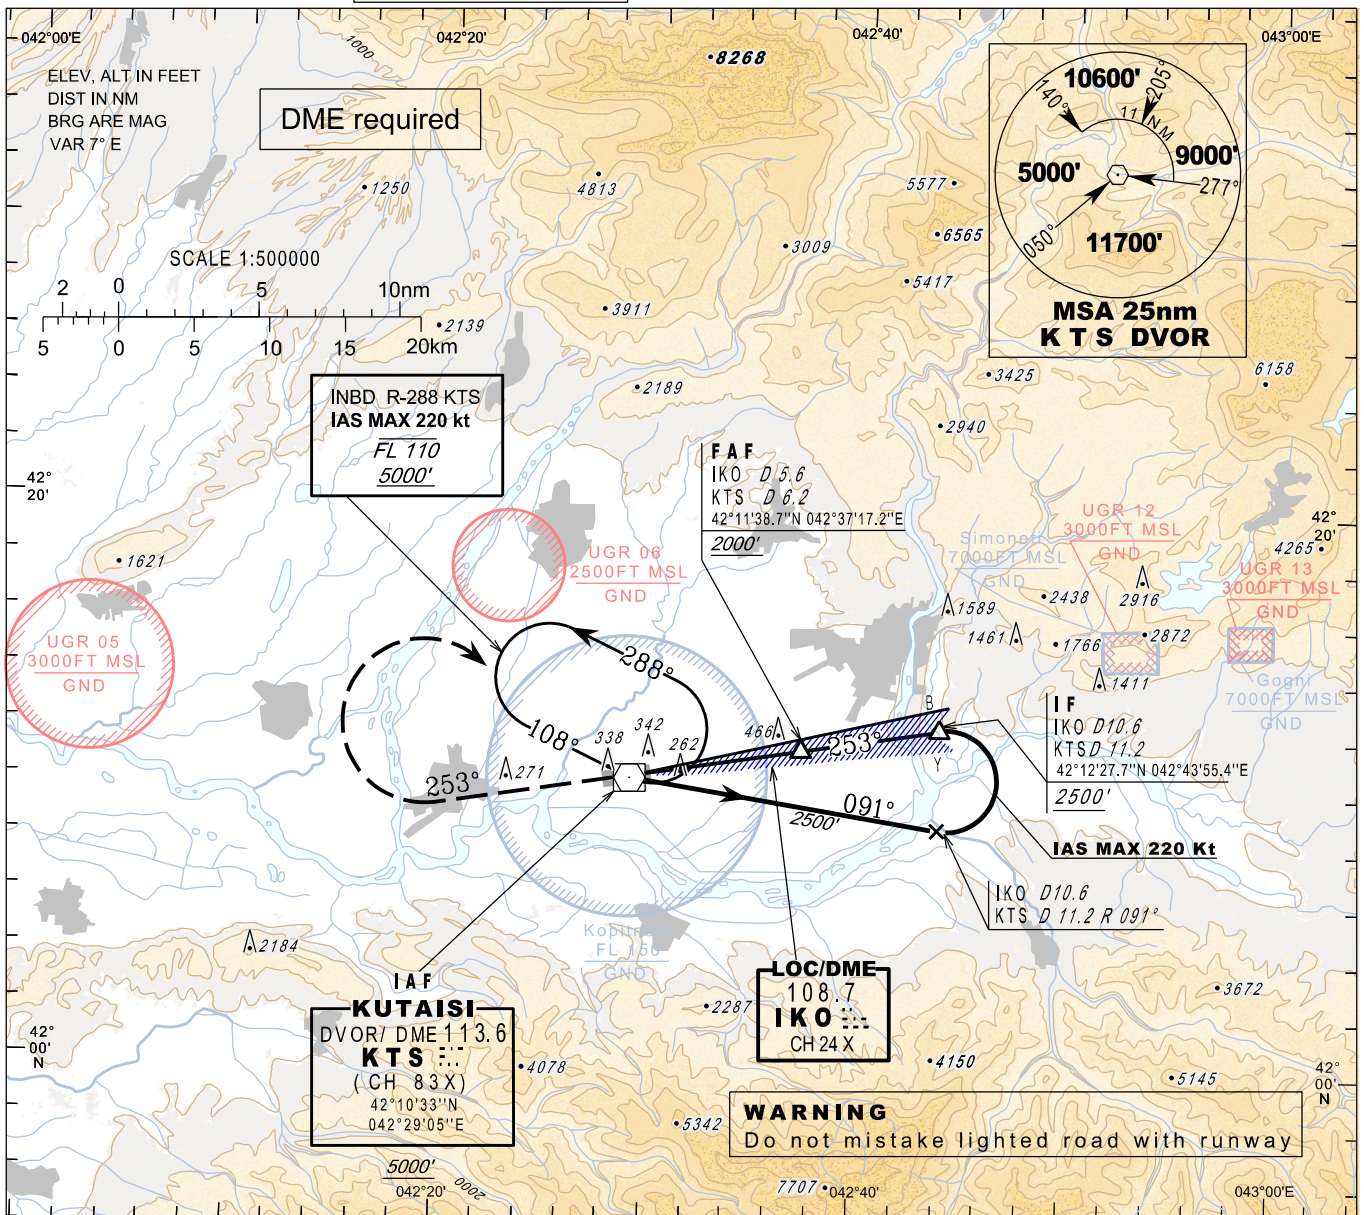 042°00'E
042°20'
042°40'
043°00'E
ELEV, ALT IN FEET
DIST IN NM
BRG ARE MAG
VAR 7° E
DME required
1000
8268
10600'
140°
205°
11 NM
9000'
5000'
277°
050°
11700'
MSA 25nm
KTS DVOR
1250
4813
5577
6565
3009
5417
SCALE 1:500000
2 0 5 10nm
5 0 5 10 15 20km
3911
2139
2189
3425
6158
2940
INBD R-288 KTS
IAS MAX 220 kt
FL 110
5000'
42°
20'
FAF
IKO D 5.6
KTS D 6.2
42°11'38.7"N 042°37'17.2"E
2000'
42°
20'
UGR 12
3000FT MSL
GND
Simoneti
7000FT MSL
GND
4265
UGR 13
3000FT MSL
GND
1621
UGR 06
2500FT MSL
GND
UGR 05
3000FT MSL
GND
1589
2438
2916
1461
1766
2872
1411
Gogni
7000FT MSL
GND
288°
108°
342
338
262
466
253°
B
Y
IF
IKO D10.6
KTS D 11.2
42°12'27.7"N 042°43'55.4"E
2500'
271
253°
091°
2500'
IAS MAX 220 Kt
IKO D10.6
KTS D 11.2 R 091°
2184
FL 150
GND
IAF
KUTAISI
DVOR/ DME 113.6
KTS
(CH 83X)
42°10'33"N
042°29'05"E
5000'
LOC/DME
108.7
IKO
CH 24 X
2287
3672
42°
00'
N
4078
4150
5145
42°
00'
N
5342
WARNING
Do not mistake lighted road with runway
7707
042°20'
2000
042°40'
043°00'E